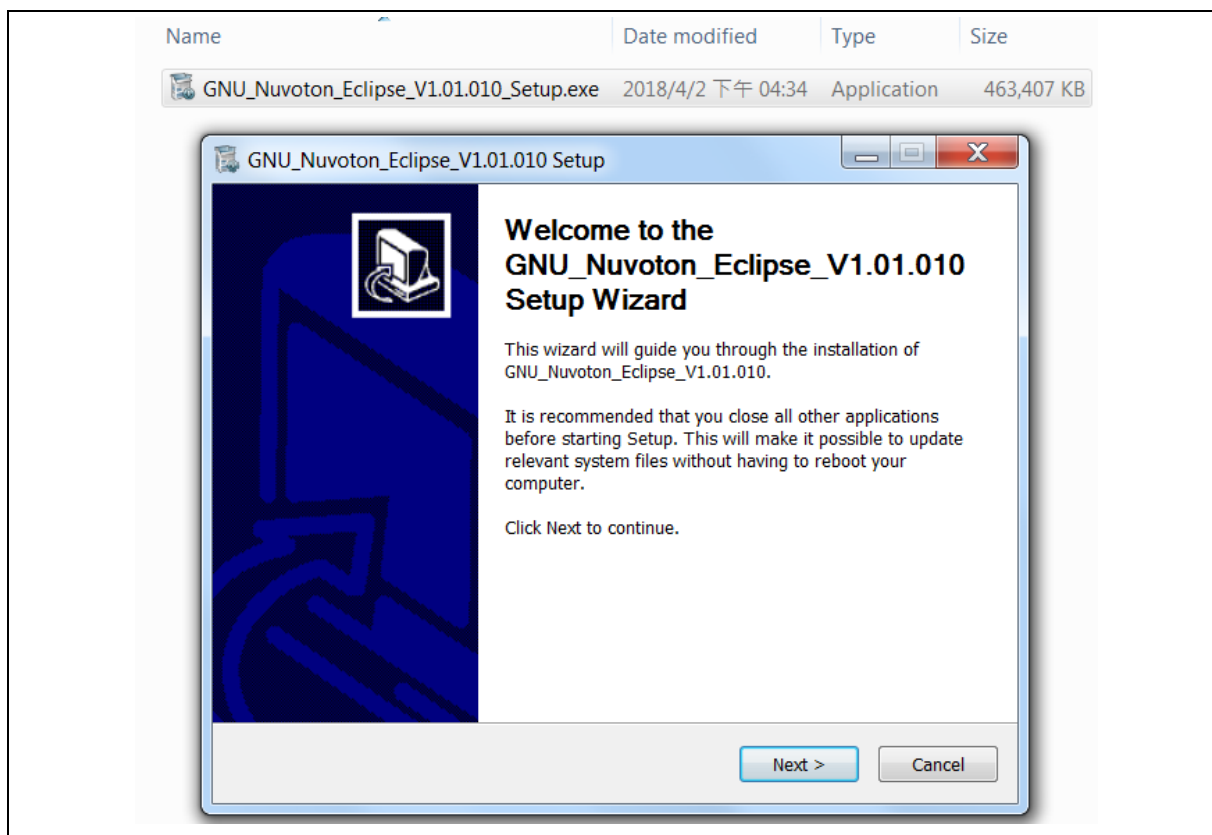 Name Date modified Type Size
GNU_Nuvoton_Eclipse_V1.01.010_Setup.exe 2018/4/2 下午 04:34 Application 463,407 KB
GNU_Nuvoton_Eclipse_V1.01.010 Setup
Welcome to the
GNU_Nuvoton_Eclipse_V1.01.010
Setup Wizard
This wizard will guide you through the installation of
GNU_Nuvoton_Eclipse_V1.01.010.
It is recommended that you close all other applications
before starting Setup. This will make it possible to update
relevant system files without having to reboot your
computer.
Click Next to continue.
Next > Cancel